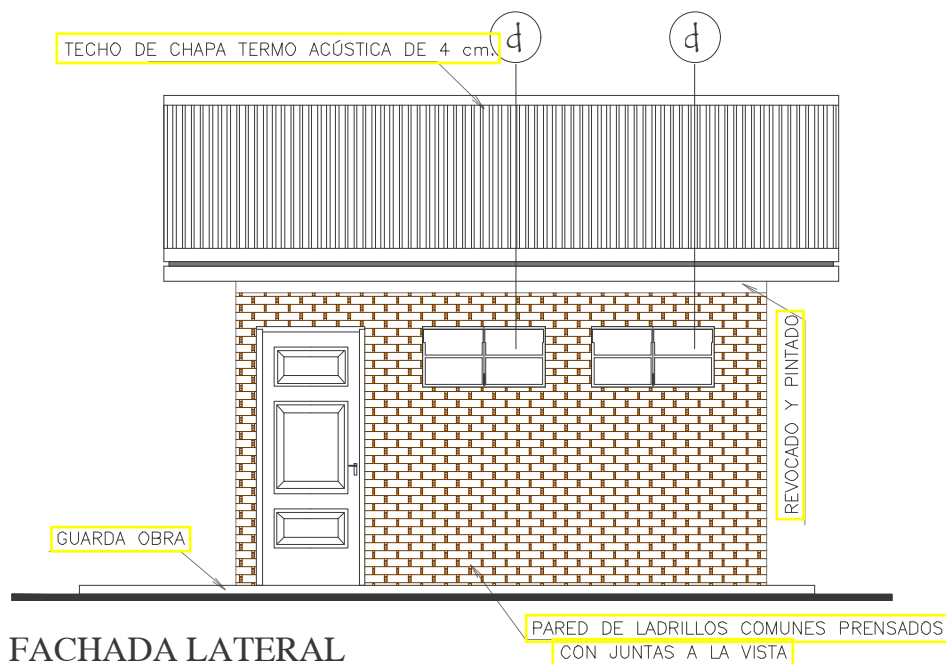 d d
TECHO DE CHAPA TERMO ACÚSTICA DE 4 cm.
REVOCADO Y PINTADO
GUARDA OBRA
PARED DE LADRILLOS COMUNES PRENSADOS
CON JUNTAS A LA VISTA
FACHADA LATERAL